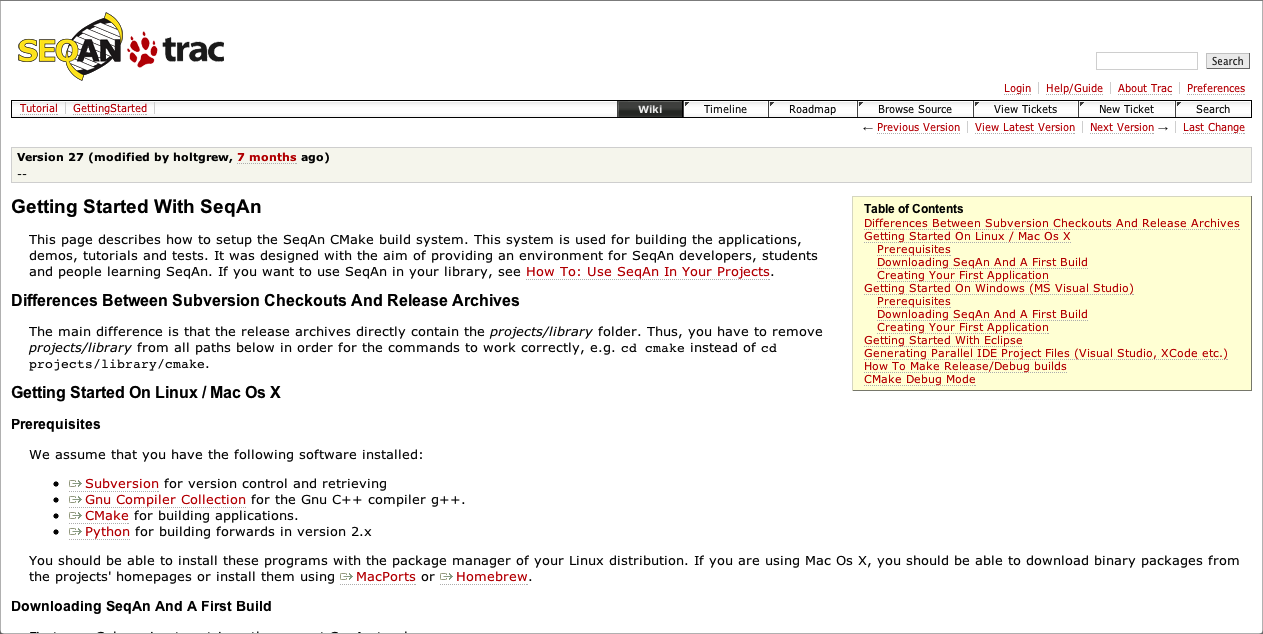 SEQAN trac
Search
Login Help/Guide About Trac Preferences
Tutorial GettingStarted Wiki Timeline Roadmap Browse Source View Tickets New Ticket Search
← Previous Version View Latest Version Next Version → Last Change
Version 27 (modified by holtgrew, 7 months ago)
--
Getting Started With SeqAn
This page describes how to setup the SeqAn CMake build system. This system is used for building the applications,
demos, tutorials and tests. It was designed with the aim of providing an environment for SeqAn developers, students
and people learning SeqAn. If you want to use SeqAn in your library, see How To: Use SeqAn In Your Projects.
Table of Contents
Differences Between Subversion Checkouts And Release Archives
Getting Started On Linux / Mac Os X
Prerequisites
Downloading SeqAn And A First Build
Creating Your First Application
Getting Started On Windows (MS Visual Studio)
Prerequisites
Downloading SeqAn And A First Build
Creating Your First Application
Getting Started With Eclipse
Generating Parallel IDE Project Files (Visual Studio, XCode etc.)
How To Make Release/Debug builds
CMake Debug Mode
Differences Between Subversion Checkouts And Release Archives
The main difference is that the release archives directly contain the projects/library folder. Thus, you have to remove
projects/library from all paths below in order for the commands to work correctly, e.g. cd cmake instead of cd
projects/library/cmake.
Getting Started On Linux / Mac Os X
Prerequisites
We assume that you have the following software installed:
• Subversion for version control and retrieving
• Gnu Compiler Collection for the Gnu C++ compiler g++.
• CMake for building applications.
• Python for building forwards in version 2.x
You should be able to install these programs with the package manager of your Linux distribution. If you are using Mac Os X, you should be able to download binary packages from
the projects' homepages or install them using MacPorts or Homebrew.
Downloading SeqAn And A First Build